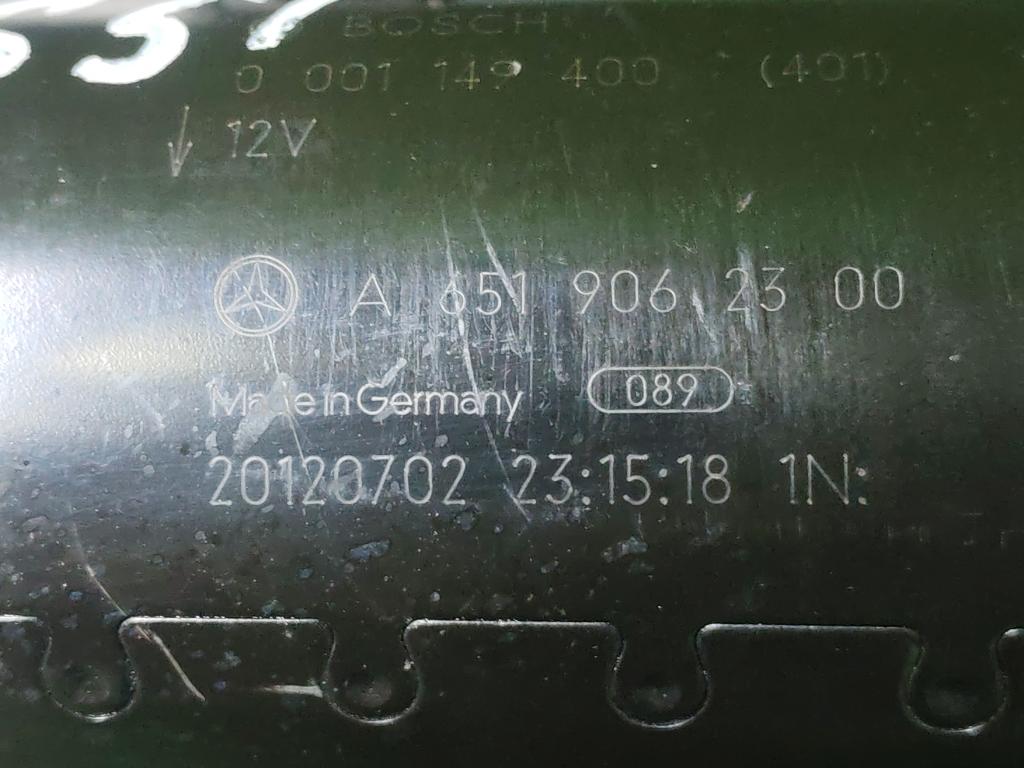 BOSCH
0 001 149 400 (401)
12V
A 651 906 23 00
Made in Germany 089
20120702 23:15:18 1N: